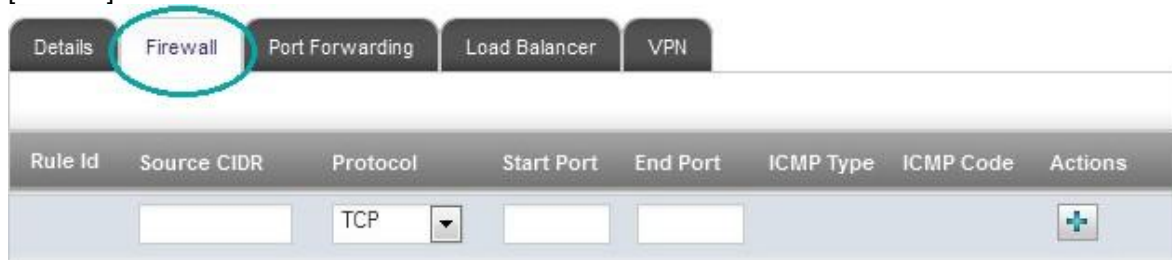 Details Firewall Port Forwarding Load Balancer VPN
Rule Id Source CIDR Protocol Start Port End Port ICMP Type ICMP Code Actions
TCP